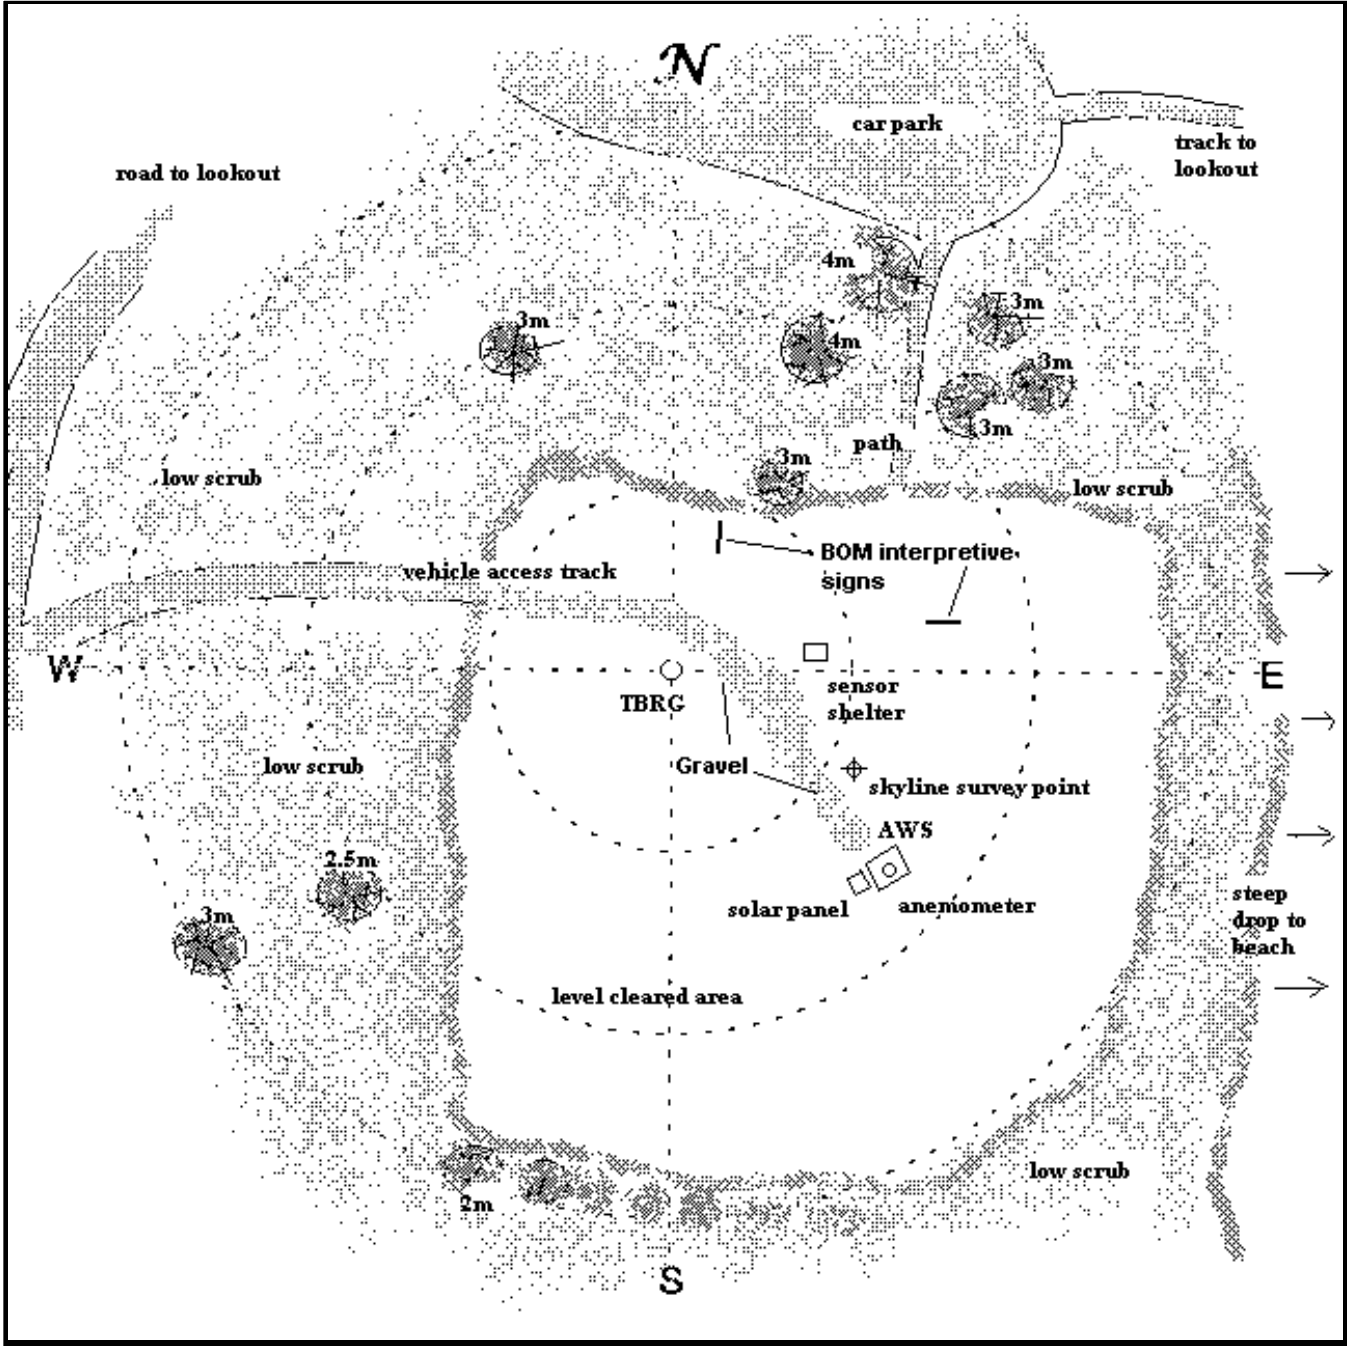 N
car park
track to
lookout
road to lookout
4m
3m
3m
4m
3m
3m
path
3m
low scrub
low scrub
BOM interpretive
signs
vehicle access track
W
E
TBRG
sensor
shelter
Gravel
low scrub
skyline survey point
AWS
2.5m
solar panel
anemometer
3m
steep
drop to
beach
level cleared area
low scrub
2m
S